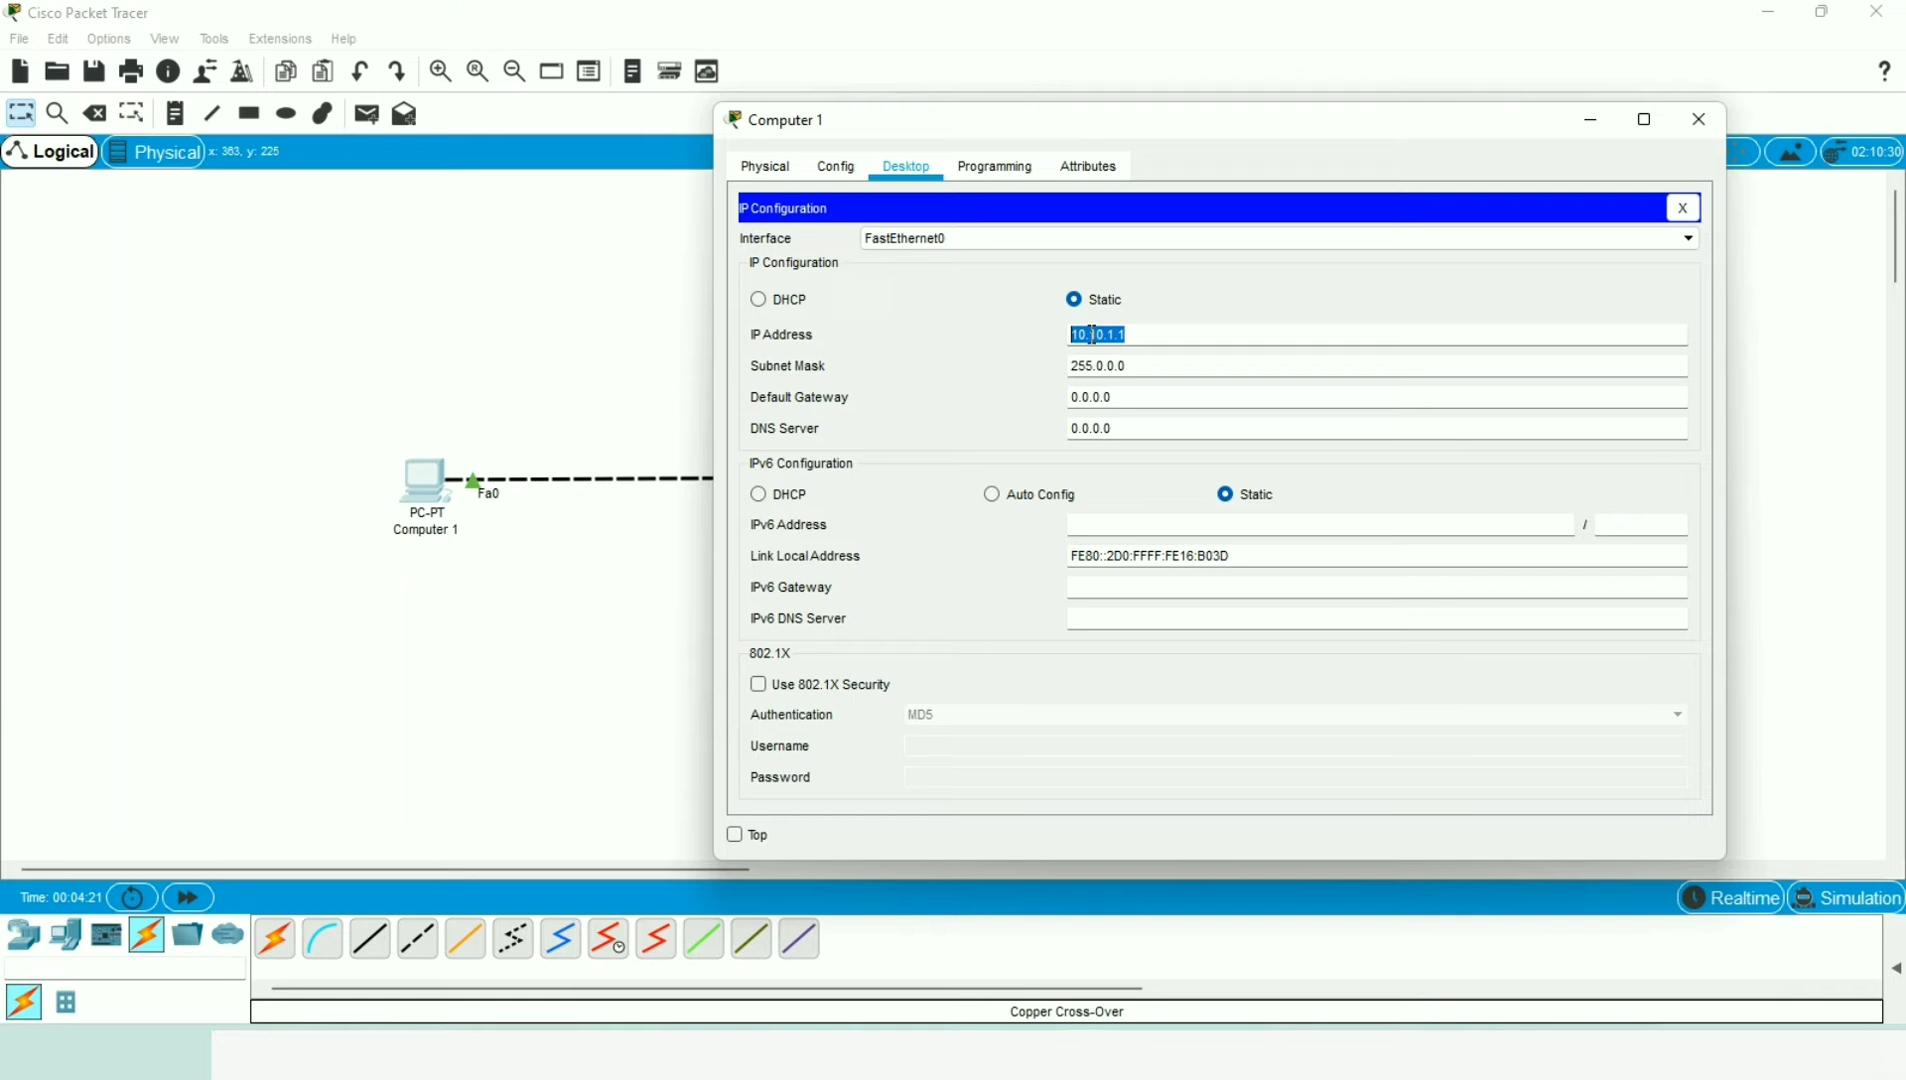 Cisco Packet Tracer
File Edit Options View Tools Extensions Help
?
Computer 1
Logical Physical x: 363, y: 225
02:10:30
Physical Config Desktop Programming Attributes
IP Configuration X
Interface FastEthernet0
IP Configuration
DHCP Static
IP Address 10.10.1.1
Subnet Mask 255.0.0.0
Default Gateway 0.0.0.0
DNS Server 0.0.0.0
IPv6 Configuration
DHCP Auto Config Static
IPv6 Address /
Link Local Address FE80::2D0:FFFF:FE16:B03D
IPv6 Gateway
IPv6 DNS Server
802.1X
Use 802.1X Security
Authentication MD5
Username
Password
Top
Fa0
PC-PT
Computer 1
Time: 00:04:21 Realtime Simulation
Copper Cross-Over